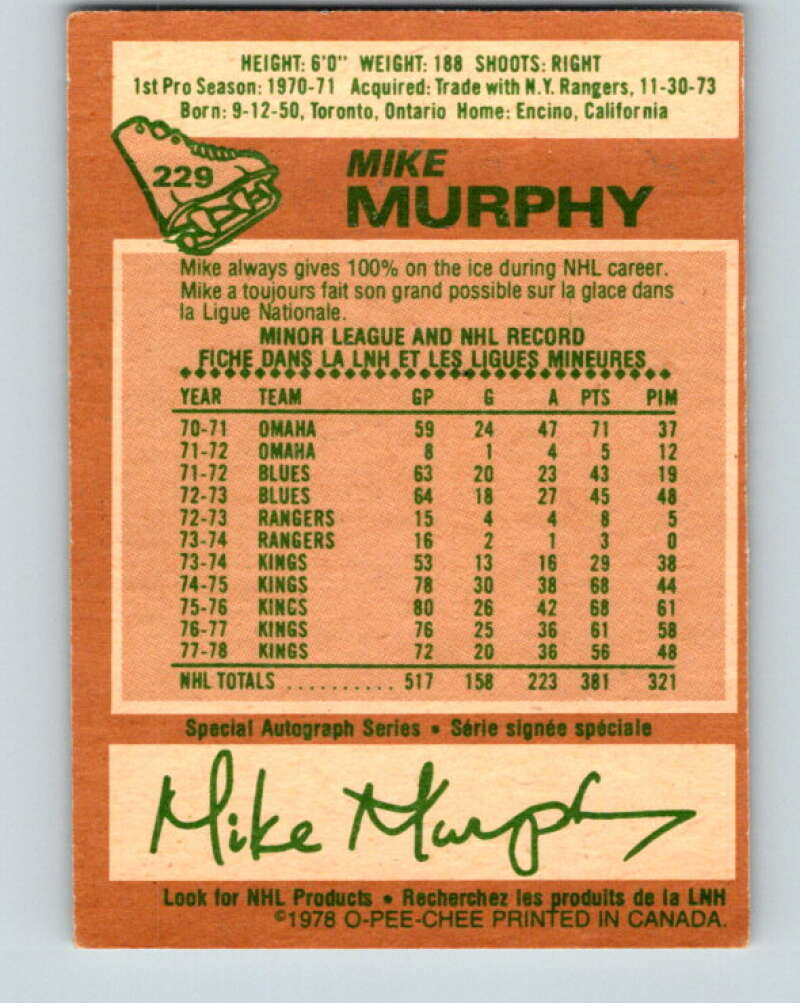 HEIGHT: 6'0" WEIGHT: 188 SHOOTS: RIGHT
1st Pro Season: 1970-71 Acquired: Trade with N.Y. Rangers, 11-30-73
Born: 9-12-50, Toronto, Ontario Home: Encino, California
229
MIKE
MURPHY
Mike always gives 100% on the ice during NHL career.
Mike a toujours fait son grand possible sur la glace dans
la Ligue Nationale.
MINOR LEAGUE AND NHL RECORD
FICHE DANS LA LNH ET LES LIGUES MINEURES
YEAR TEAM GP G A PTS PIM
70-71 OMAHA 59 24 47 71 37
71-72 OMAHA 8 1 4 5 12
71-72 BLUES 63 20 23 43 19
72-73 BLUES 64 18 27 45 48
72-73 RANGERS 15 4 4 8 5
73-74 RANGERS 16 2 1 3 0
73-74 KINGS 53 13 16 29 38
74-75 KINGS 78 30 38 68 44
75-76 KINGS 80 26 42 68 61
76-77 KINGS 76 25 36 61 58
77-78 KINGS 72 20 36 56 48
NHL TOTALS .......... 517 158 223 381 321
Special Autograph Series • Série signée spéciale
Mike Murphy
Look for NHL Products • Recherchez les produits de la LNH
©1978 O-PEE-CHEE PRINTED IN CANADA.